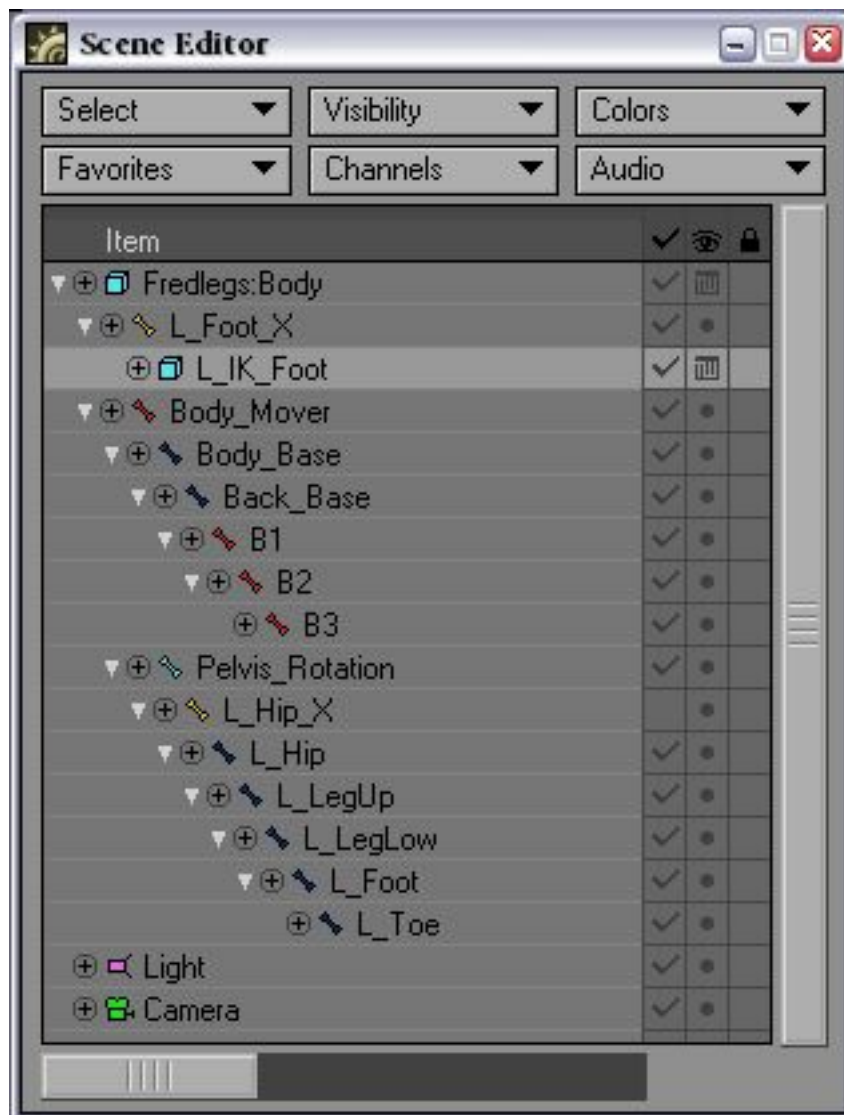 Scene Editor
Select Visibility Colors
Favorites Channels Audio
Item
Fredlegs:Body
L_Foot_X
L_IK_Foot
Body_Mover
Body_Base
Back_Base
B1
B2
B3
Pelvis_Rotation
L_Hip_X
L_Hip
L_LegUp
L_LegLow
L_Foot
L_Toe
Light
Camera